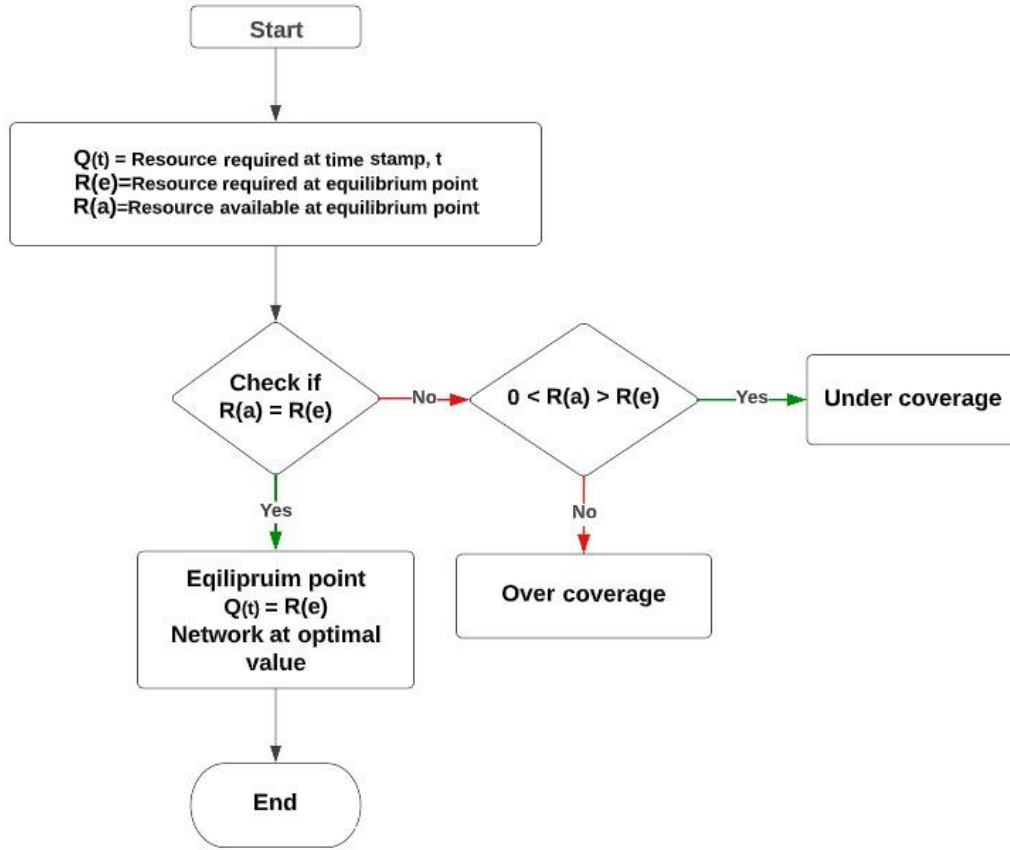 Start
Q(t) = Resource required at time stamp, t
R(e)=Resource required at equilibrium point
R(a)=Resource available at equilibrium point
Check if
R(a) = R(e)
No
0 < R(a) > R(e)
Yes
Under coverage
Yes
No
Eqilipruim point
Q(t) = R(e)
Network at optimal
value
Over coverage
End